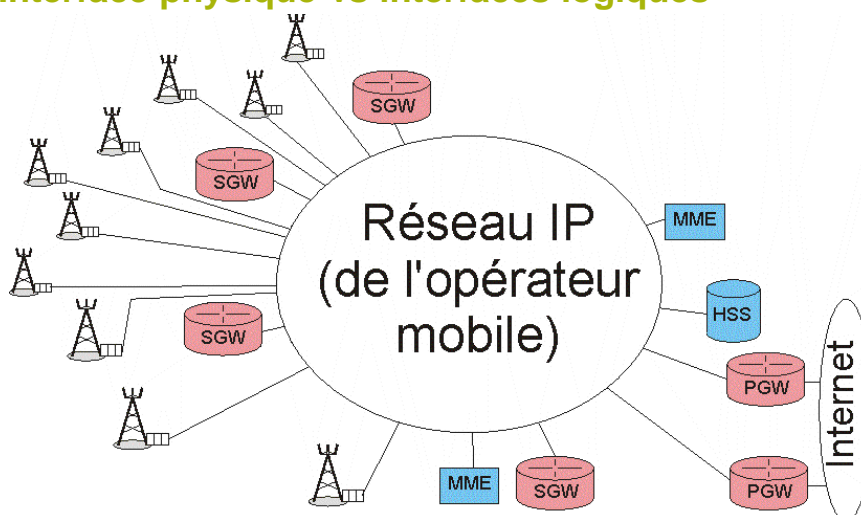 Interface physique vs interfaces logiques
SGW
SGW
Réseau IP
(de l'opérateur
mobile)
MME
HSS
SGW
PGW
Internet
MME
SGW
PGW